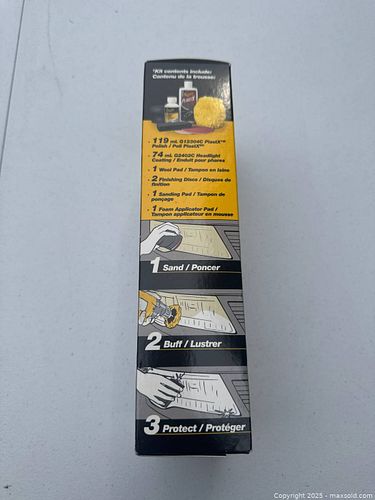 *Kit contents include:
Contenu de la trousse:
• 119 mL G12304C PlastX™
Polish / Poli PlastX™
• 74 mL G2402C Headlight
Coating / Enduit pour phares
• 1 Wool Pad / Tampon en laine
• 2 Finishing Discs / Disques de
finition
• 1 Sanding Pad / Tampon de
ponçage
• 1 Foam Applicator Pad /
Tampon applicateur en mousse
1 Sand / Poncer
2 Buff / Lustrer
3 Protect / Protéger
Copyright 2025 - maxsold.com